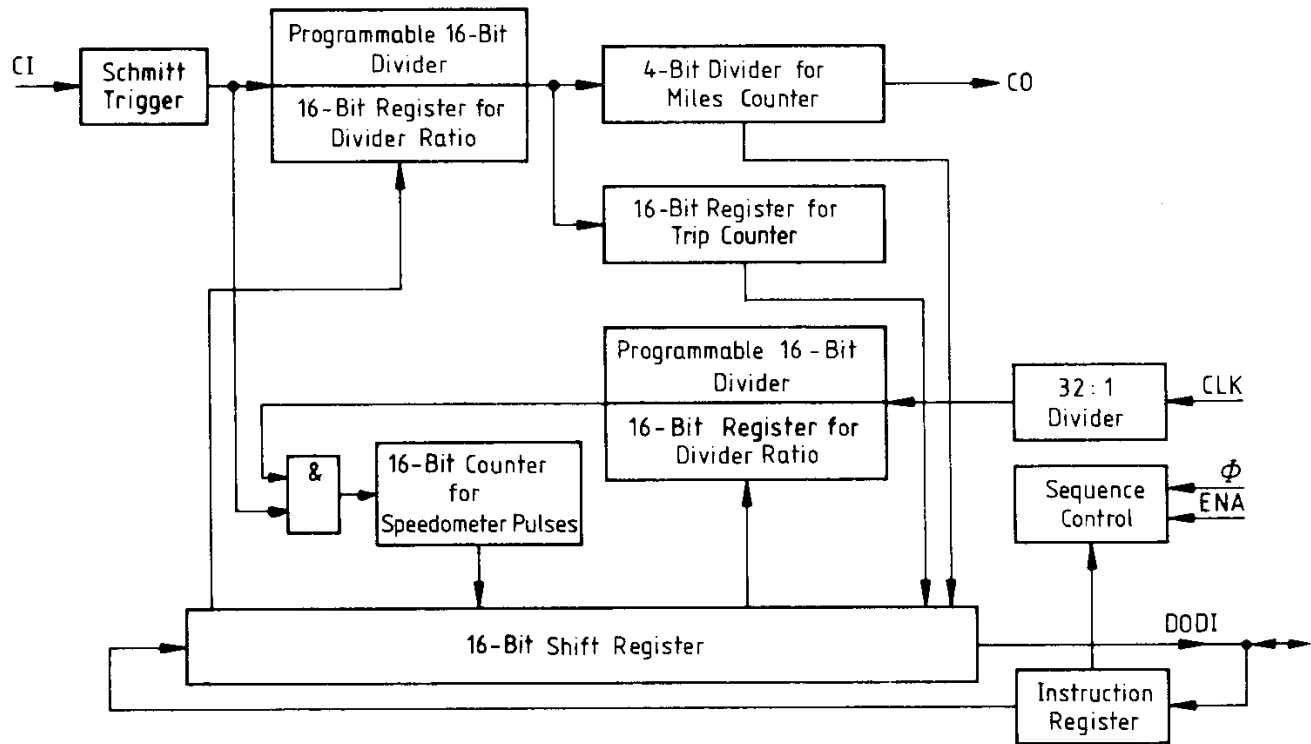 CI
Schmitt
Trigger
Programmable 16-Bit
Divider
16-Bit Register for
Divider Ratio
4-Bit Divider for
Miles Counter
CO
16-Bit Register for
Trip Counter
Programmable 16-Bit
Divider
16-Bit Register for
Divider Ratio
32:1
Divider
CLK
&
16-Bit Counter
for
Speedometer Pulses
Sequence
Control
Φ
ENA
16-Bit Shift Register
DODI
Instruction
Register